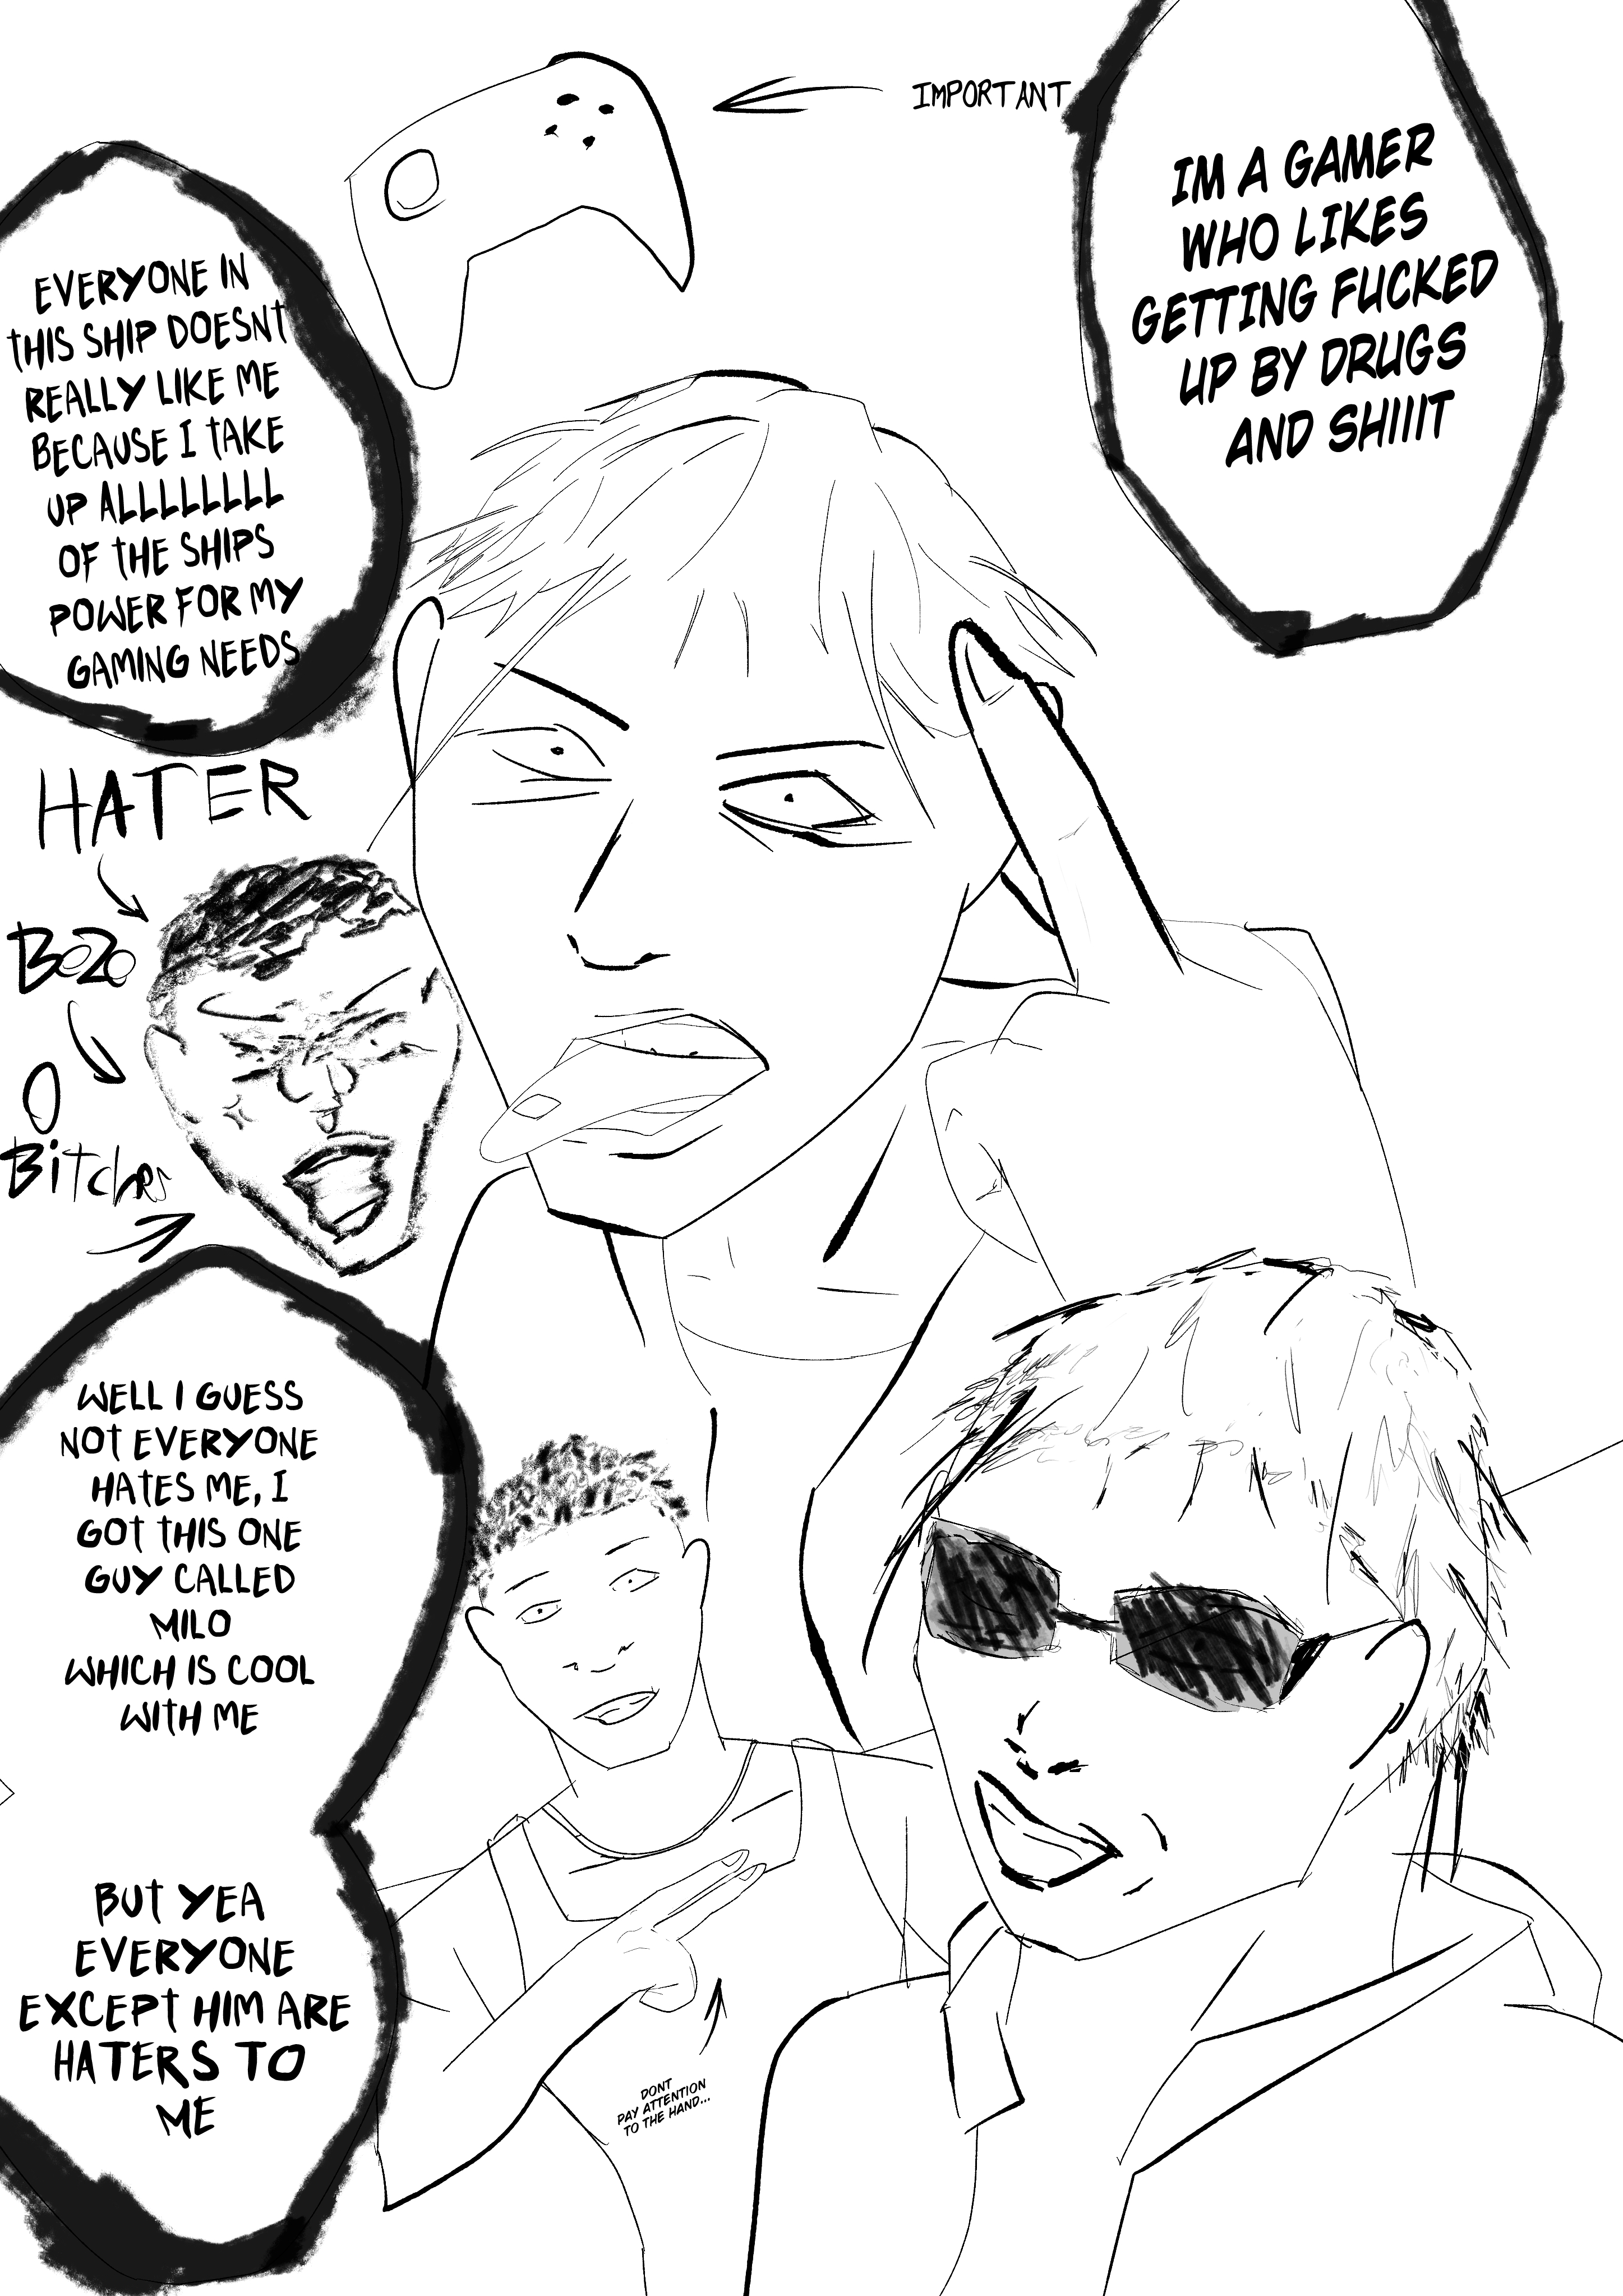 IMPORTANT
IM A GAMER
WHO LIKES
GETTING FUCKED
UP BY DRUGS
AND SHIIIT
EVERYONE IN
THIS SHIP DOESNT
REALLY LIKE ME
BECAUSE I TAKE
UP ALLLLLLLL
OF THE SHIPS
POWER FOR MY
GAMING NEEDS
HATER
BOZO
0
Bitches
WELL I GUESS
NOT EVERYONE
HATES ME, I
GOT THIS ONE
GUY CALLED
MILO
WHICH IS COOL
WITH ME
BUT YEA
EVERYONE
EXCEPT HIM ARE
HATERS TO
ME
DONT
PAY ATTENTION
TO THE HAND...